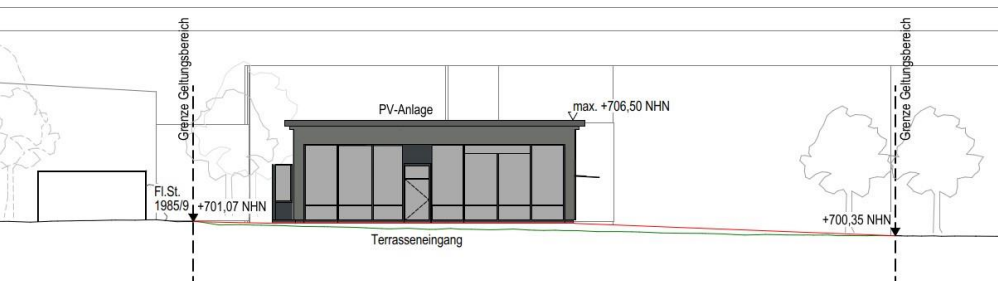 Grenze Geltungsbereich
Grenze Geltungsbereich
PV-Anlage
max. +706,50 NHN
Fl.St.
1985/9
+701,07 NHN
+700,35 NHN
Terrasseneingang